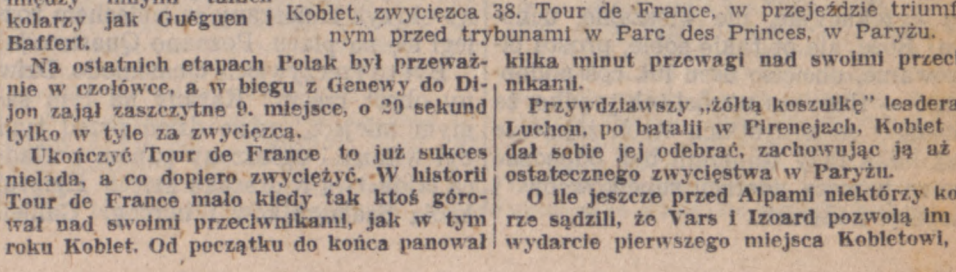 kolarzy jak Guéguen i
Baffert.
Na ostatnich etapach Polak był przeważ-
nie w czołówce, a w biegu z Genewy do Di-
jon zajął zaszczytne 9. miejsce, o 20 sekund
tylko w tyle za zwycięzcą.
Ukończyć Tour de France to już sukces
nielada, a co dopiero zwyciężyć. W historii
Tour de France mało kiedy tak ktoś góro-
wał nad swoimi przeciwnikami, jak w tym
roku Koblet. Od początku do końca panował
Koblet, zwycięzca 38. Tour de France, w przejeździe triumf
nym przed trybunami w Parc des Princes, w Paryżu.
kilka minut przewagi nad swoimi przeci
nikami.
Przywdziawszy „żółtą koszulkę” leadera
Luchon, po batalii w Pirenejach, Koblet
dał sobie jej odebrać, zachowując ją aż
ostatecznego zwycięstwa w Paryżu.
O ile jeszcze przed Alpami niektórzy ko
rze sądzili, że Vars i Izoard pozwolą im
wydarcie pierwszego miejsca Kobletowi,